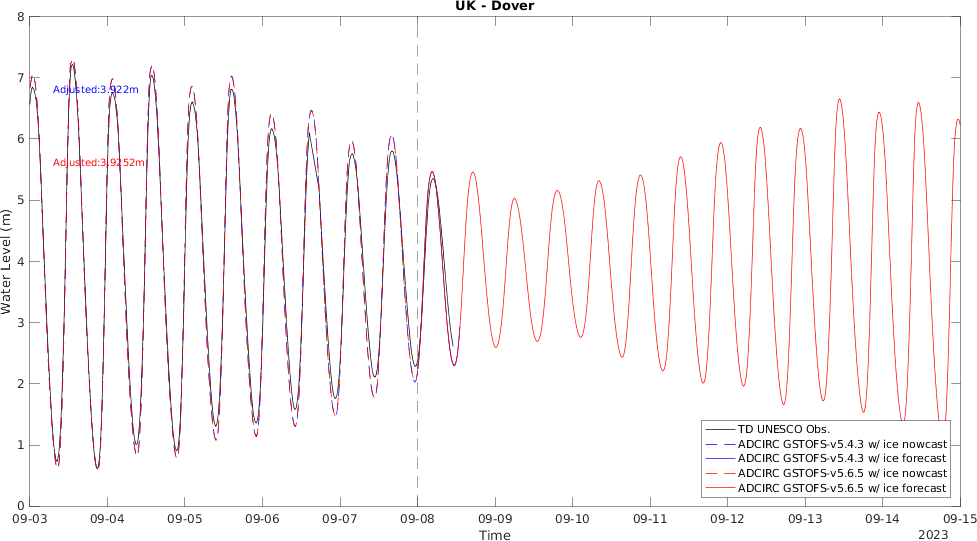 UK - Dover
8
7
6
5
4
3
2
1
0
Water Level (m)
Adjusted:3.922m
Adjusted:3.9252m
TD UNESCO Obs.
ADCIRC GSTOFS-v5.4.3 w/ ice nowcast
ADCIRC GSTOFS-v5.4.3 w/ ice forecast
ADCIRC GSTOFS-v5.6.5 w/ ice nowcast
ADCIRC GSTOFS-v5.6.5 w/ ice forecast
09-03 09-04 09-05 09-06 09-07 09-08 09-09 09-10 09-11 09-12 09-13 09-14 09-15
Time
2023